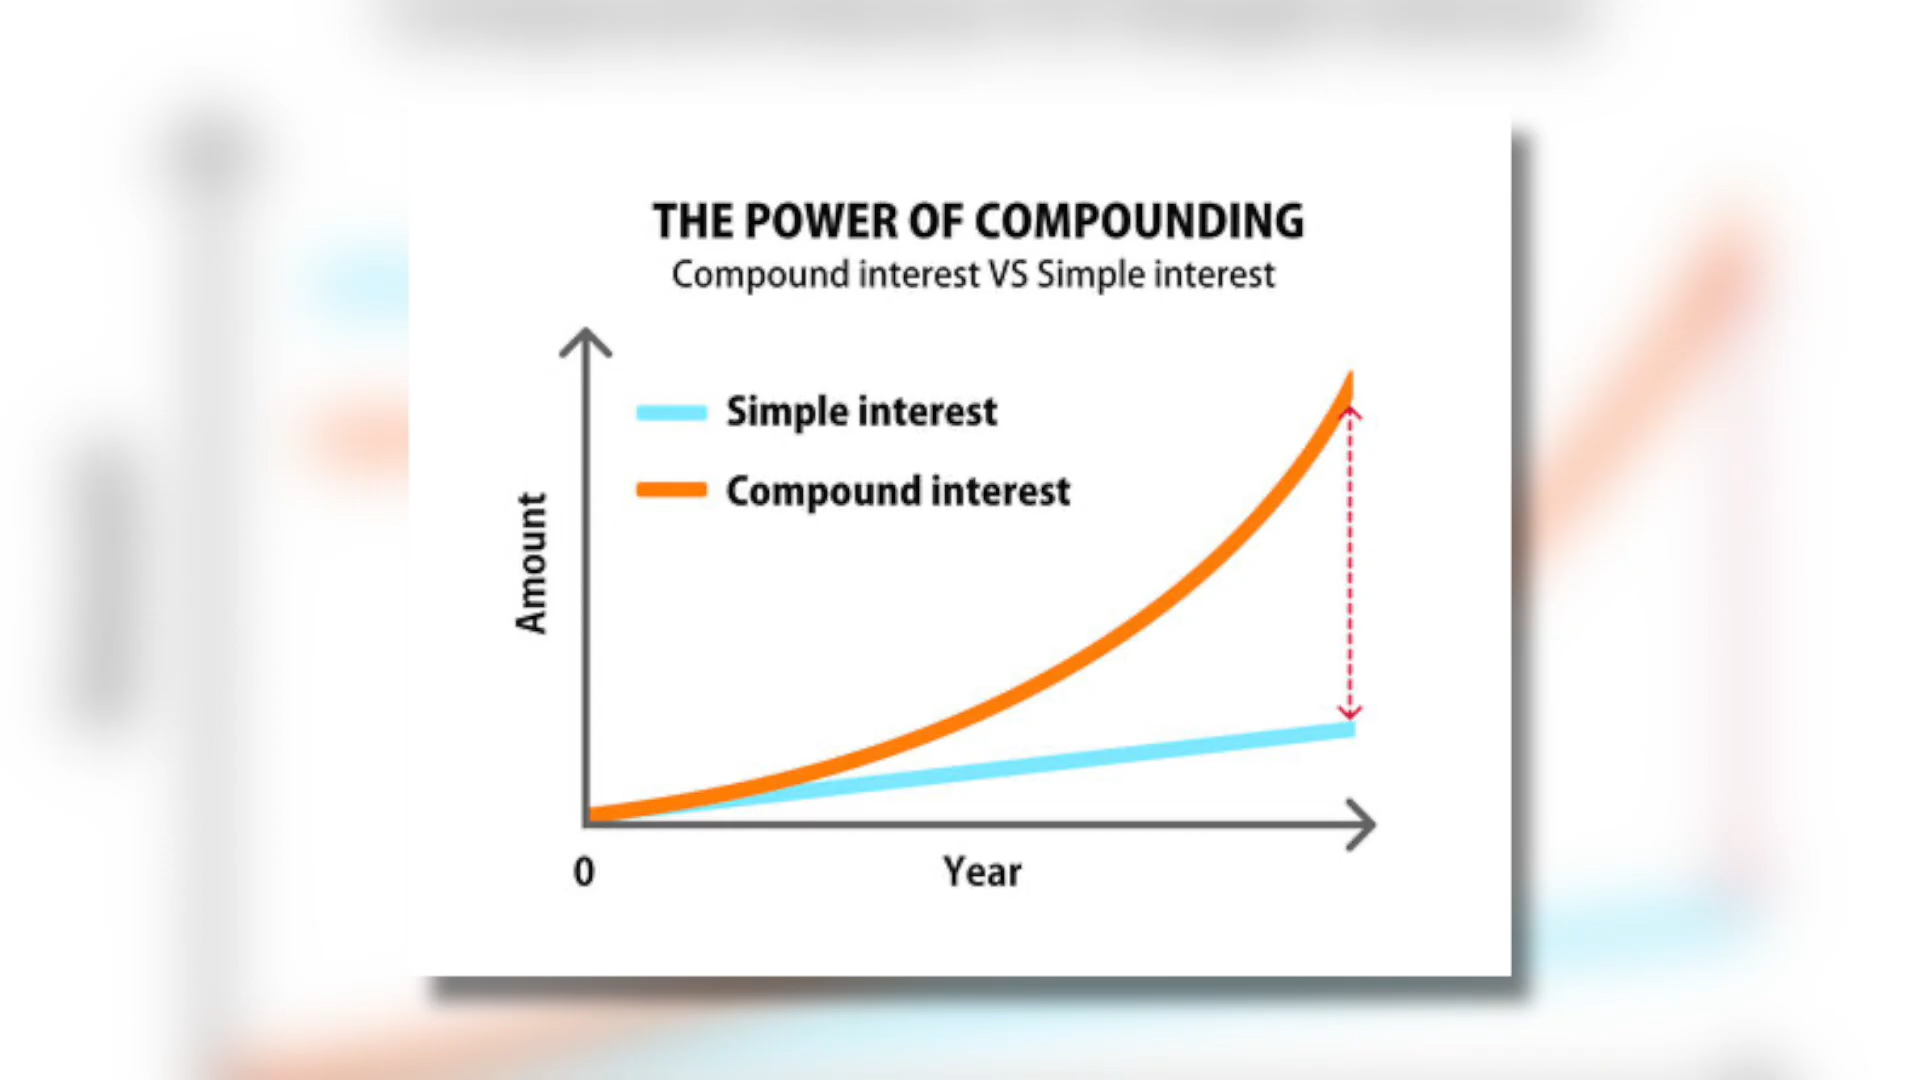 THE POWER OF COMPOUNDING
Compound interest VS Simple interest
Simple interest
Compound interest
Amount
0
Year